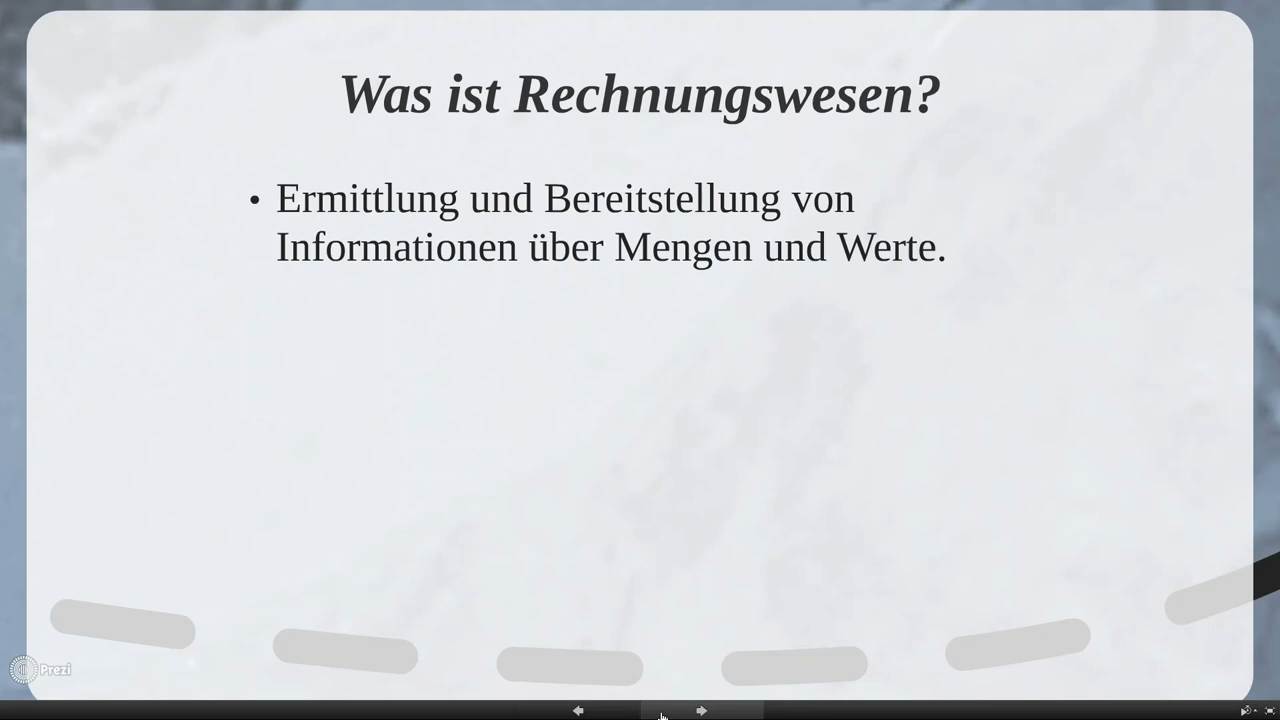 Was ist Rechnungswesen?
• Ermittlung und Bereitstellung von
Informationen über Mengen und Werte.
Prezi